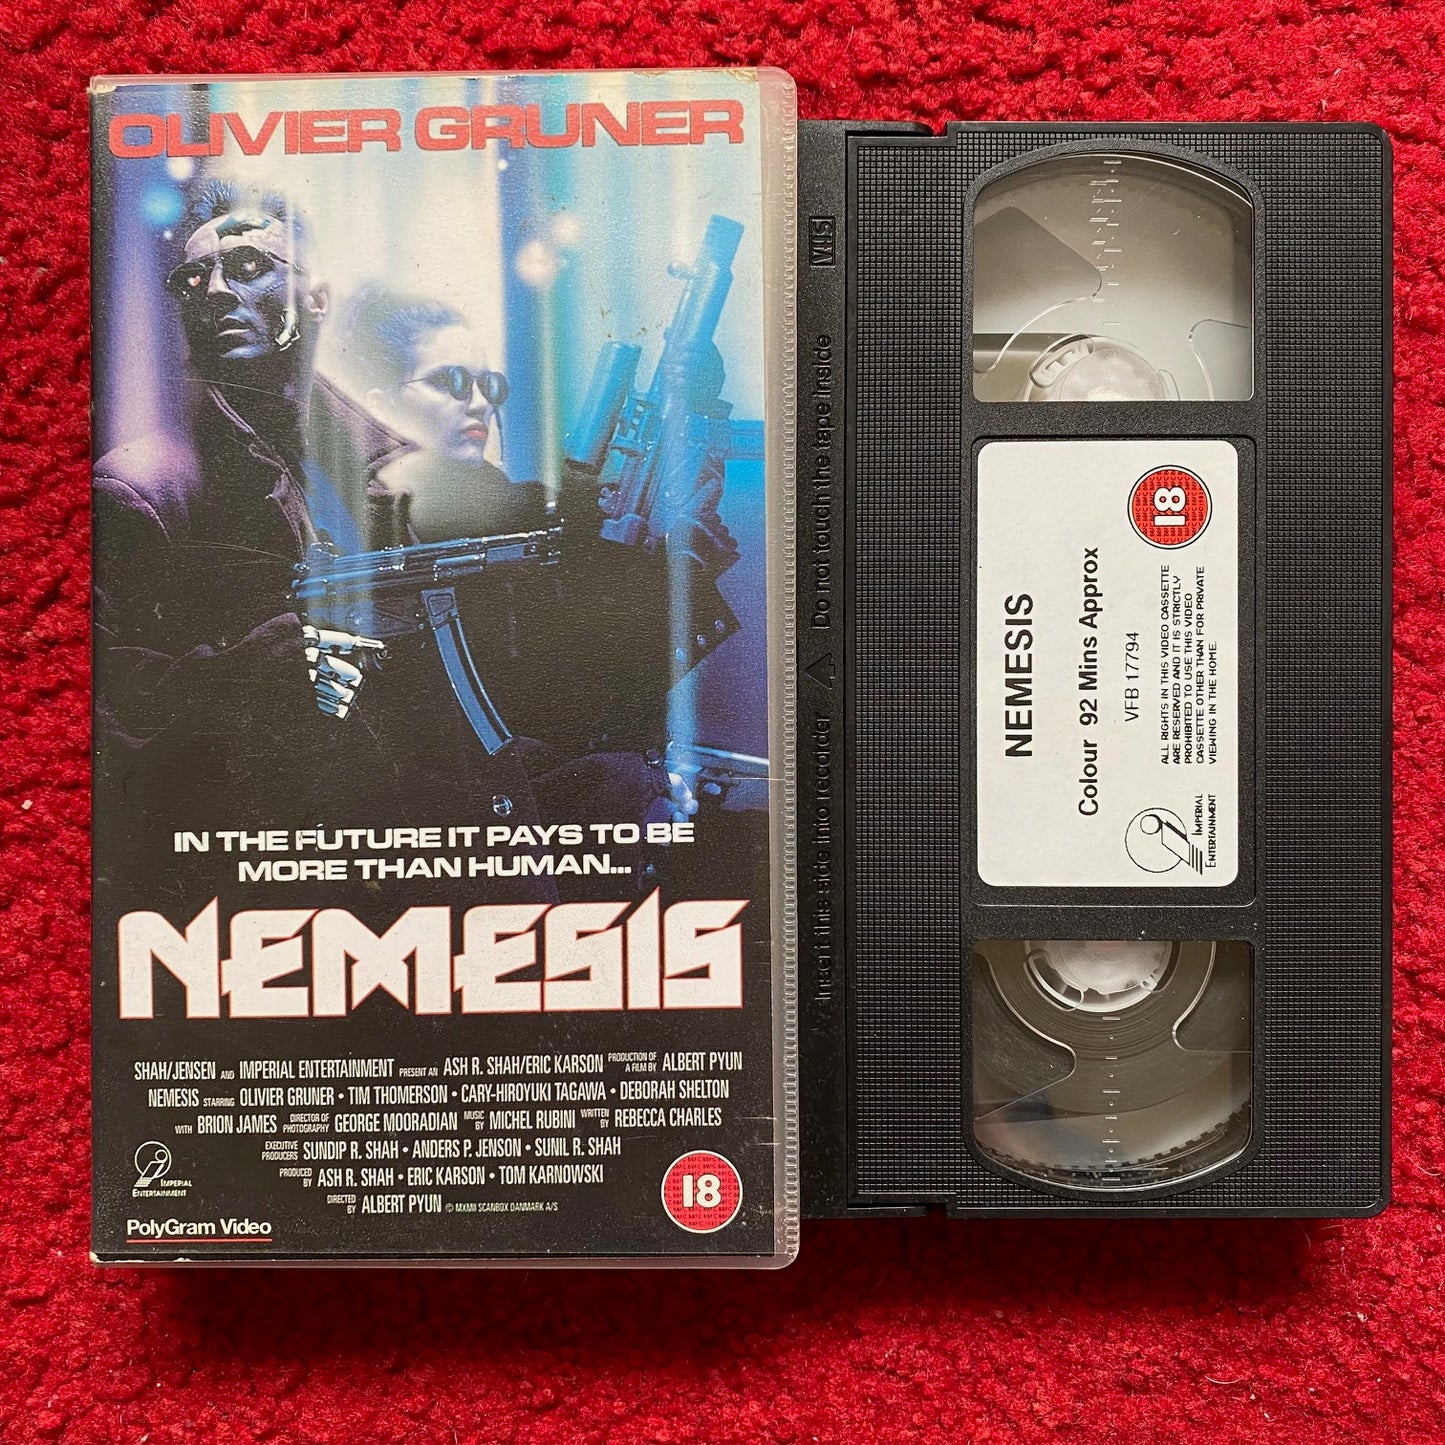 OLIVIER GRUNER
IN THE FUTURE IT PAYS TO BE
MORE THAN HUMAN...
NEMESIS
SHAH/JENSEN AND IMPERIAL ENTERTAINMENT PRESENT AN ASH R. SHAH/ERIC KARSON PRODUCTION OF A FILM BY ALBERT PYUN
NEMESIS STARRING OLIVIER GRUNER • TIM THOMERSON • CARY-HIROYUKI TAGAWA • DEBORAH SHELTON
WITH BRION JAMES DIRECTOR OF PHOTOGRAPHY GEORGE MOORADIAN MUSIC BY MICHEL RUBINI WRITTEN BY REBECCA CHARLES
EXECUTIVE PRODUCERS SUNDIP R. SHAH • ANDERS P. JENSON • SUNIL R. SHAH
PRODUCED BY ASH R. SHAH • ERIC KARSON • TOM KARNOWSKI
DIRECTED BY ALBERT PYUN © MXMII SCANBOX DANMARK A/S
IMPERIAL
ENTERTAINMENT
PolyGram Video
18
VHS
Insert this side into recorder △ Do not touch the tape inside
NEMESIS
Colour 92 Mins Approx
VFB 17794
18
ALL RIGHTS IN THIS VIDEO CASSETTE
ARE RESERVED AND IT IS STRICTLY
PROHIBITED TO USE THIS VIDEO
CASSETTE OTHER THAN FOR PRIVATE
VIEWING IN THE HOME.
IMPERIAL
ENTERTAINMENT